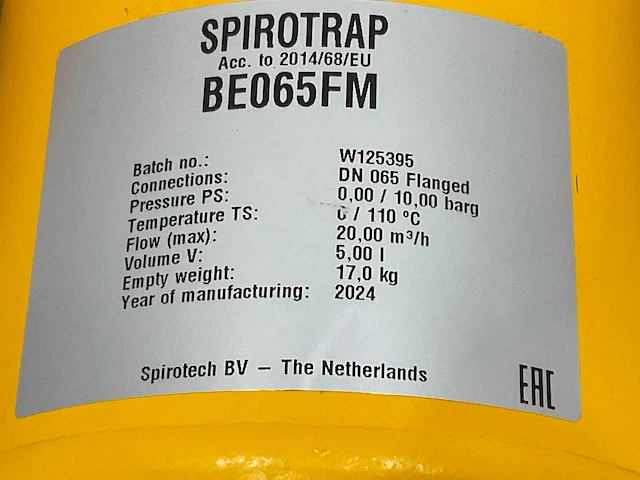 SPIROTRAP
Acc. to 2014/68/EU
BE065FM
Batch no.: W125395
Connections: DN 065 Flanged
Pressure PS: 0,00 / 10,00 barg
Temperature TS: 0 / 110 ºC
Flow (max): 20,00 m³/h
Volume V: 5,00 l
Empty weight: 17,0 kg
Year of manufacturing: 2024
Spirotech BV – The Netherlands
EAC